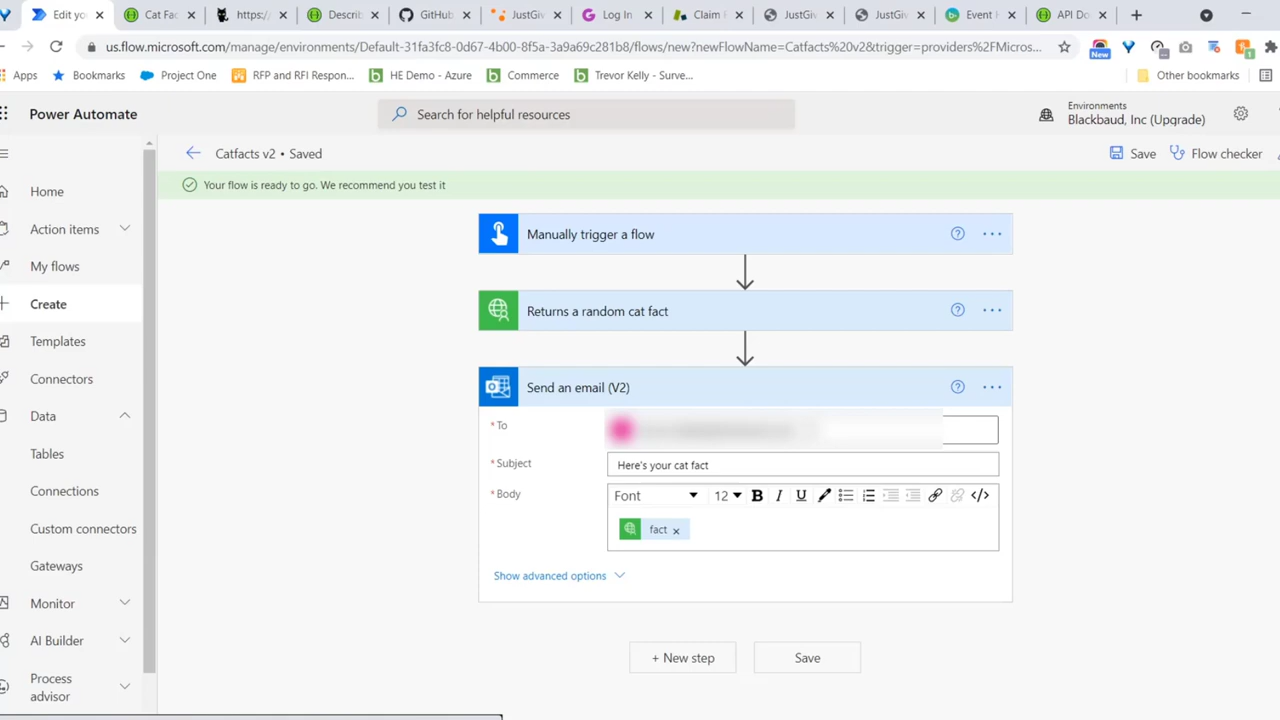 Edit yo
Cat Fac
https:/
Describ
GitHub
JustGiv
Log In
Claim F
JustGiv
JustGiv
Event H
API Do
us.flow.microsoft.com/manage/environments/Default-31fa3fc8-0d67-4b00-8f5a-3a9a69c281b8/flows/new?newFlowName=Catfacts%20v2&trigger=providers%2FMicros...
New
1
Apps
Bookmarks
Project One
RFP and RFI Respon...
HE Demo - Azure
Commerce
Trevor Kelly - Surve...
Other bookmarks
Power Automate
Search for helpful resources
Environments
Blackbaud, Inc (Upgrade)
Catfacts v2 • Saved
Save
Flow checker
Your flow is ready to go. We recommend you test it
Home
Action items
My flows
Create
Templates
Connectors
Data
Tables
Connections
Custom connectors
Gateways
Monitor
AI Builder
Process
advisor
Manually trigger a flow
Returns a random cat fact
Send an email (V2)
* To
* Subject
Here's your cat fact
* Body
Font
12
B
I
U
</>
fact ×
Show advanced options
+ New step
Save